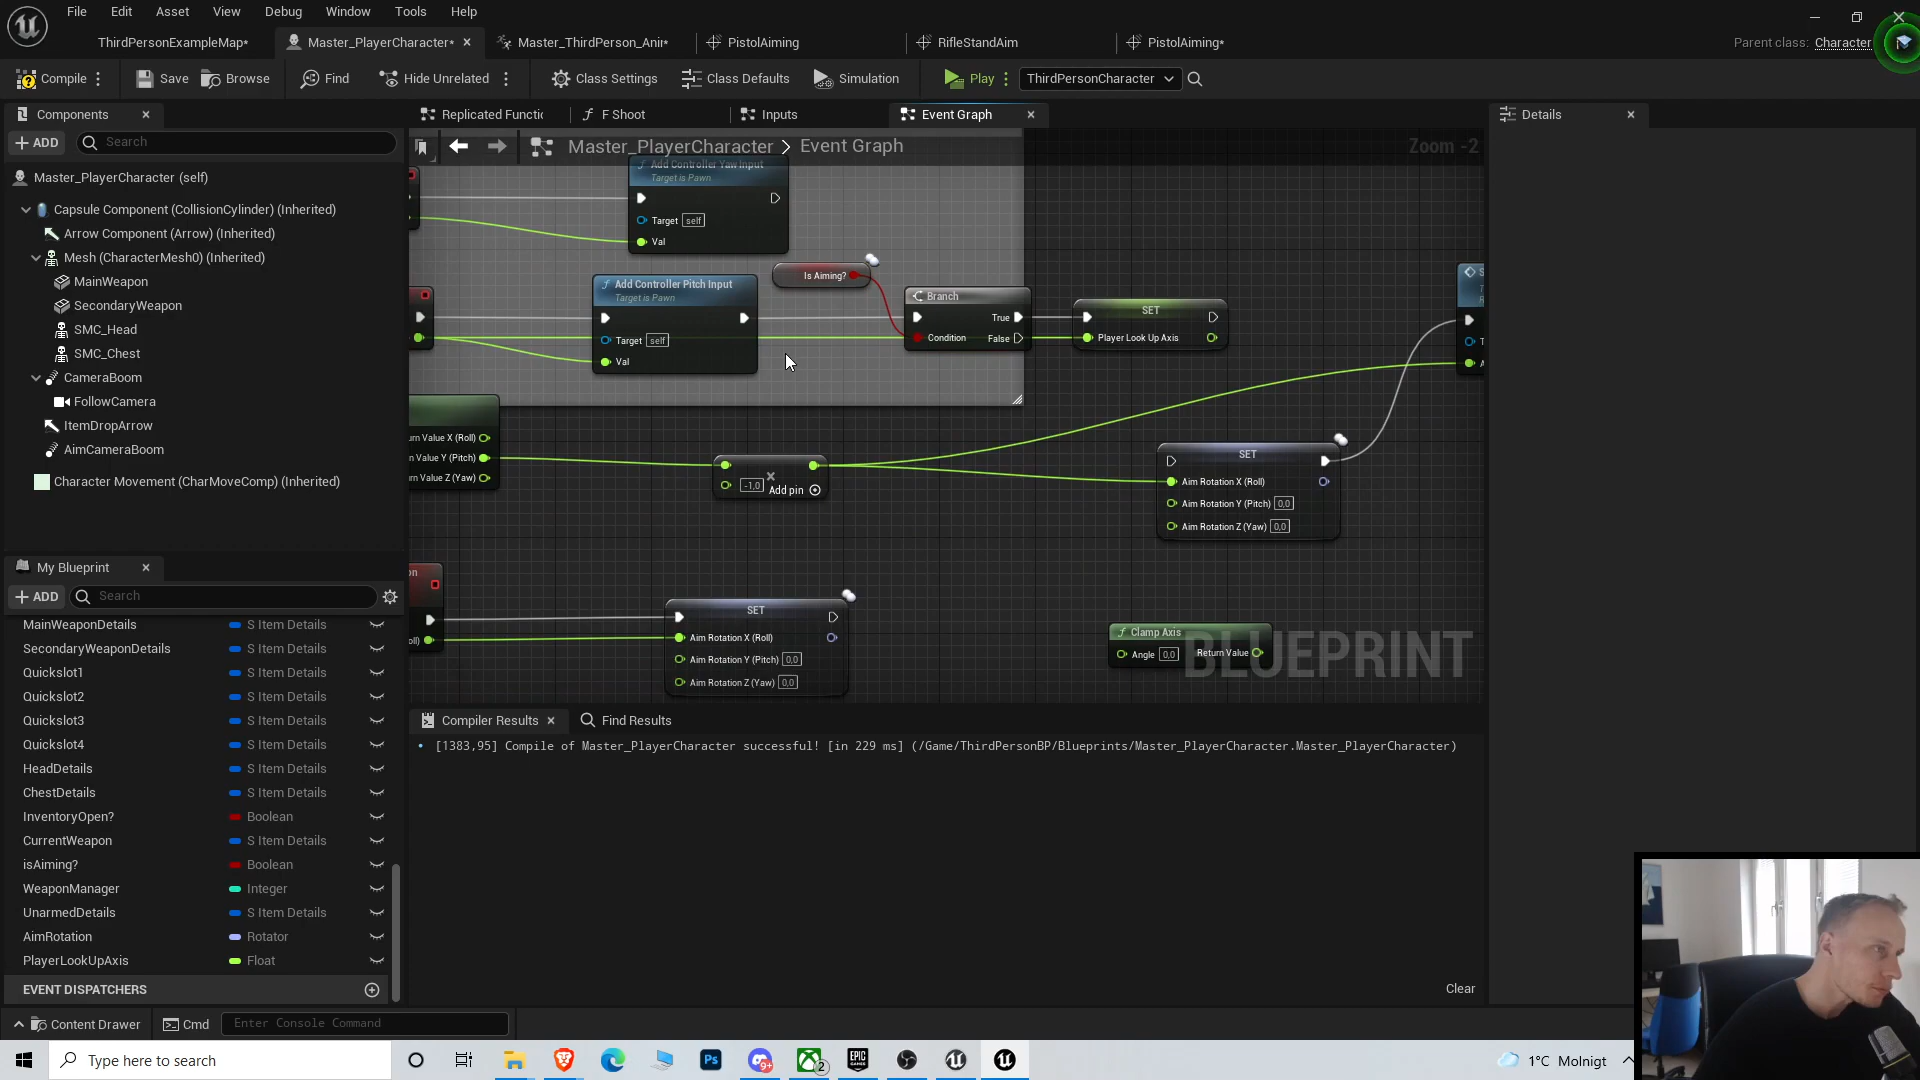 File Edit Asset View Debug Window Tools Help
ThirdPersonExampleMap* Master_PlayerCharacter* Master_ThirdPerson_Anir* PistolAiming RifleStandAim PistolAiming* Parent class: Character
Compile Save Browse Find Hide Unrelated Class Settings Class Defaults Simulation Play ThirdPersonCharacter
Components
ADD Search
Master_PlayerCharacter (self)
Capsule Component (CollisionCylinder) (Inherited)
Arrow Component (Arrow) (Inherited)
Mesh (CharacterMesh0) (Inherited)
MainWeapon
SecondaryWeapon
SMC_Head
SMC_Chest
CameraBoom
FollowCamera
ItemDropArrow
AimCameraBoom
Character Movement (CharMoveComp) (Inherited)
My Blueprint
ADD Search
MainWeaponDetails S Item Details
SecondaryWeaponDetails S Item Details
Quickslot1 S Item Details
Quickslot2 S Item Details
Quickslot3 S Item Details
Quickslot4 S Item Details
HeadDetails S Item Details
ChestDetails S Item Details
InventoryOpen? Boolean
CurrentWeapon S Item Details
isAiming? Boolean
WeaponManager Integer
UnarmedDetails S Item Details
AimRotation Rotator
PlayerLookUpAxis Float
EVENT DISPATCHERS
Replicated Functic F Shoot Inputs Event Graph
Master_PlayerCharacter > Event Graph Zoom -2
Add Controller Yaw Input
Target is Pawn
Target self
Val
Add Controller Pitch Input
Target is Pawn
Target self
Val
Is Aiming?
Branch
True
Condition False
SET
Player Look Up Axis
urn Value X (Roll)
n Value Y (Pitch)
rn Value Z (Yaw)
-1,0 Add pin
SET
Aim Rotation X (Roll)
Aim Rotation Y (Pitch) 0,0
Aim Rotation Z (Yaw) 0,0
on
SET
Aim Rotation X (Roll)
Aim Rotation Y (Pitch) 0,0
Aim Rotation Z (Yaw) 0,0
Clamp Axis
Angle 0,0 Return Value
BLUEPRINT
Compiler Results Find Results
[1383,95] Compile of Master_PlayerCharacter successful! [in 229 ms] (/Game/ThirdPersonBP/Blueprints/Master_PlayerCharacter.Master_PlayerCharacter)
Clear
Details
Content Drawer Cmd Enter Console Command
Type here to search
Ps 9+ 2 EPIC GAMES 1°C Molnigt